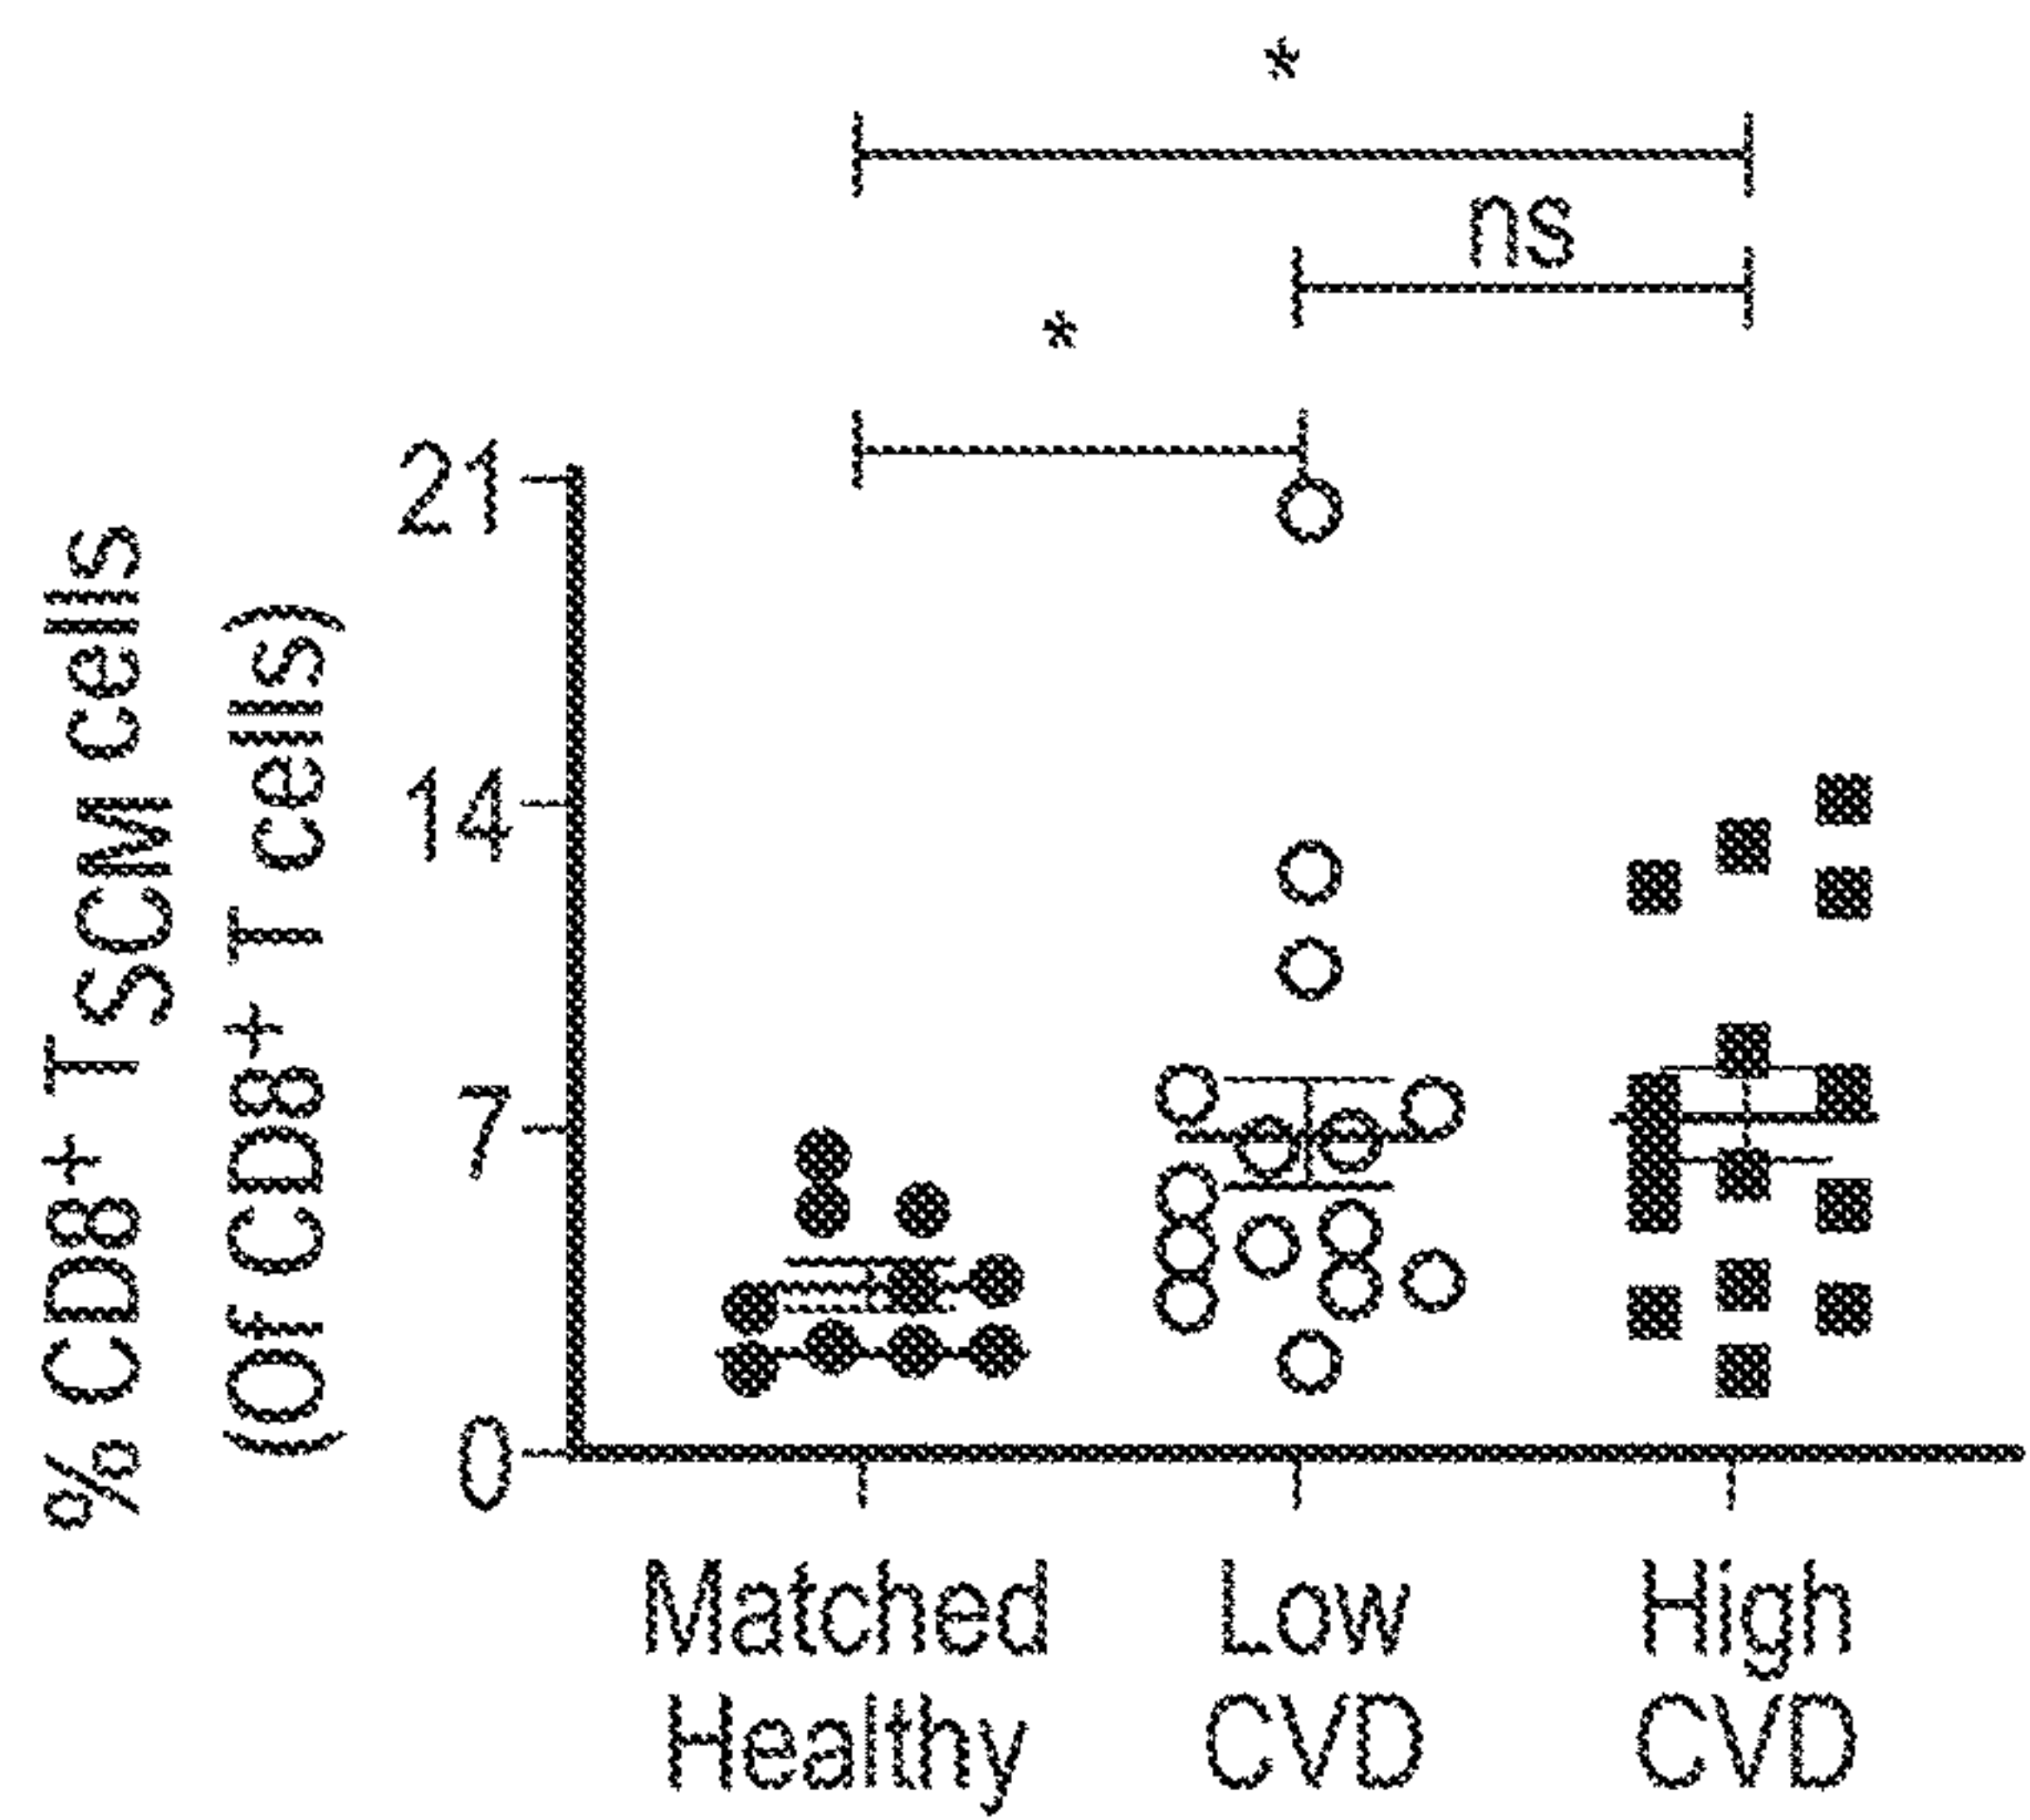 % CD8+ TSCM cells
(Of CD8+ T cells)
*
ns
*
21
14
7
0
Matched
Healthy
Low
CVD
High
CVD